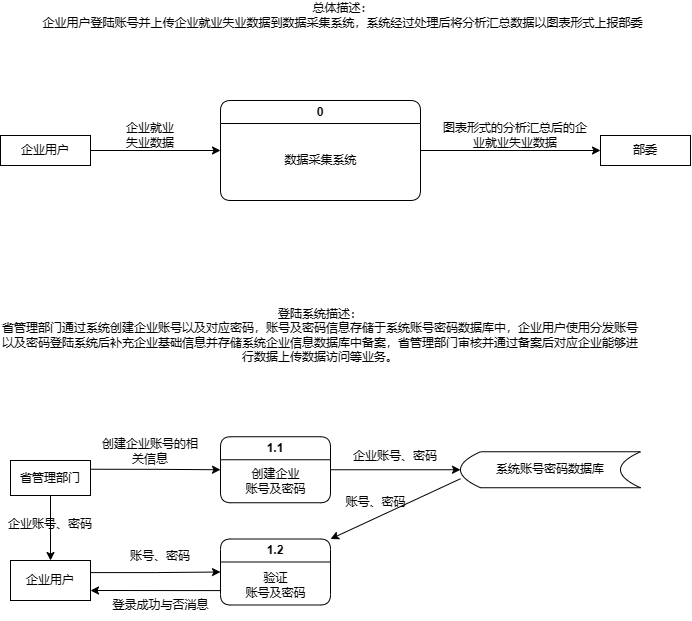 总体描述：
企业用户登陆账号并上传企业就业失业数据到数据采集系统，系统经过处理后将分析汇总数据以图表形式上报部委
0
企业就业
失业数据
图表形式的分析汇总后的企
业就业失业数据
企业用户
数据采集系统
部委
登陆系统描述：
省管理部门通过系统创建企业账号以及对应密码，账号及密码信息存储于系统账号密码数据库中，企业用户使用分发账号
以及密码登陆系统后补充企业基础信息并存储系统企业信息数据库中备案，省管理部门审核并通过备案后对应企业能够进
行数据上传数据访问等业务。
创建企业账号的相
关信息
1.1
企业账号、密码
省管理部门
创建企业
账号及密码
系统账号密码数据库
账号、密码
企业账号、密码
1.2
账号、密码
企业用户
验证
账号及密码
登录成功与否消息